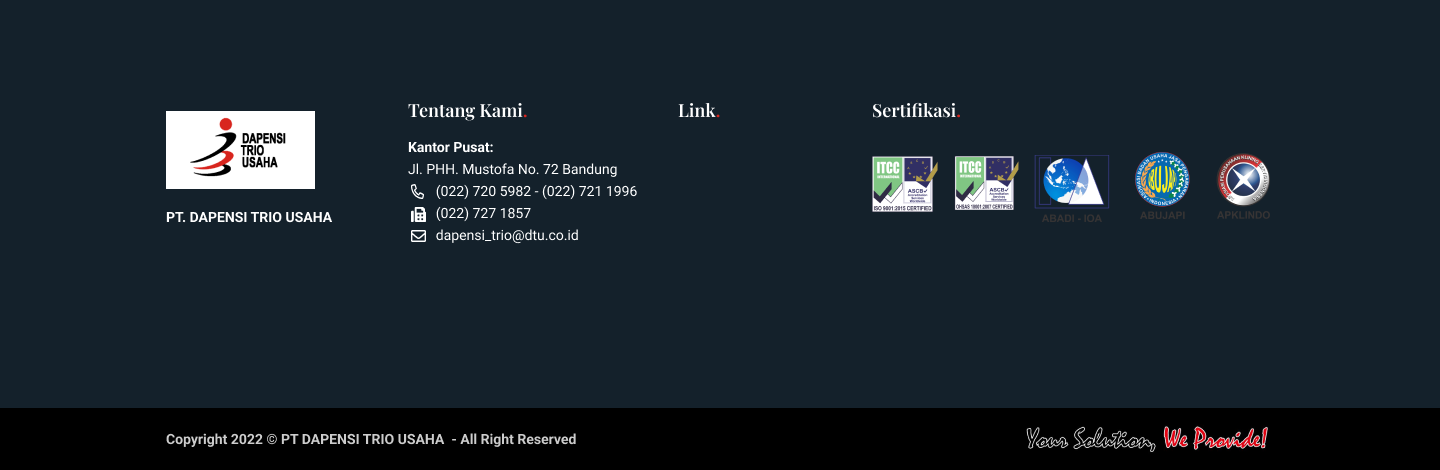 DAPENSI
TRIO
USAHA
PT. DAPENSI TRIO USAHA
Tentang Kami.
Kantor Pusat:
Jl. PHH. Mustofa No. 72 Bandung
(022) 720 5982 - (022) 721 1996
(022) 727 1857
dapensi_trio@dtu.co.id
Link.
Sertifikasi.
ITCC
ASCB
ISO 9001:2015 CERTIFIED
ITCC
ASCB
OHSAS 18001:2007 CERTIFIED
ABADI - IOA
ABUJAPI
APKLINDO
Copyright 2022 © PT DAPENSI TRIO USAHA - All Right Reserved
Your Solution, We Provide!